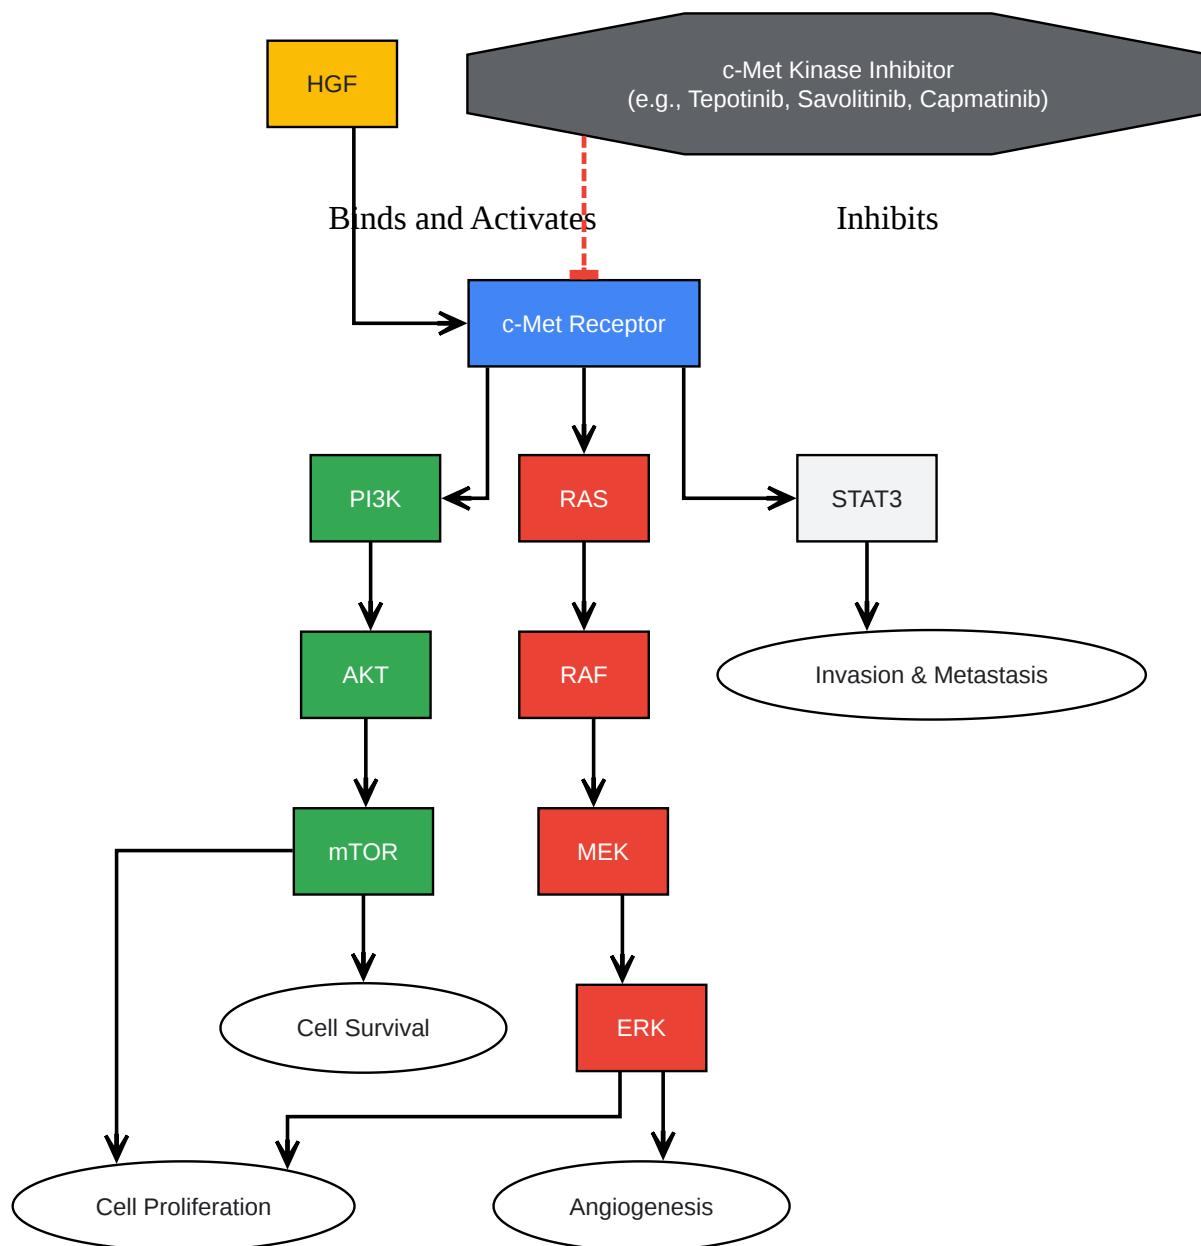 HGF
c-Met Kinase Inhibitor
(e.g., Tepotinib, Savolitinib, Capmatinib)
Binds and Activates
Inhibits
c-Met Receptor
PI3K
RAS
STAT3
AKT
RAF
Invasion & Metastasis
mTOR
MEK
Cell Survival
ERK
Cell Proliferation
Angiogenesis